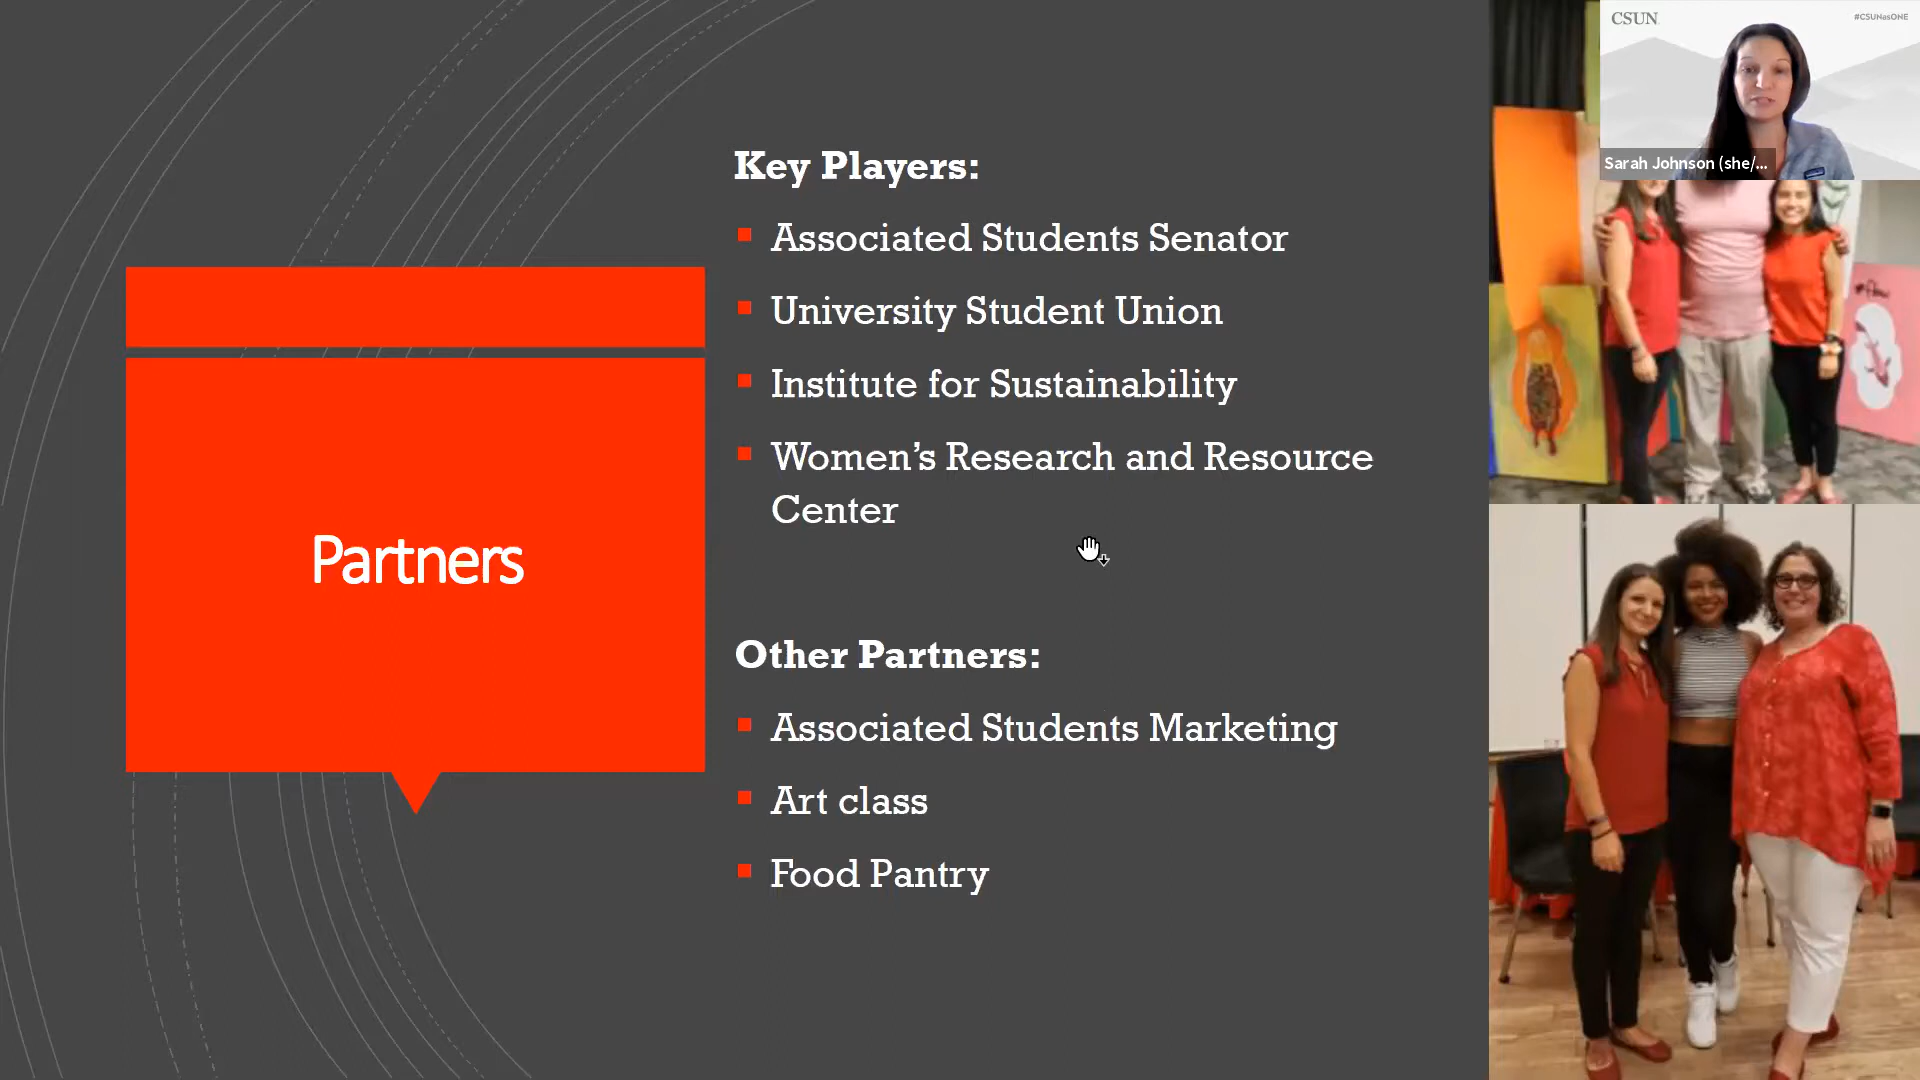 Partners
Key Players:
Associated Students Senator
University Student Union
Institute for Sustainability
Women's Research and Resource
Center
Other Partners:
Associated Students Marketing
Art class
Food Pantry
CSUN
#CSUNasONE
Sarah Johnson (she/...